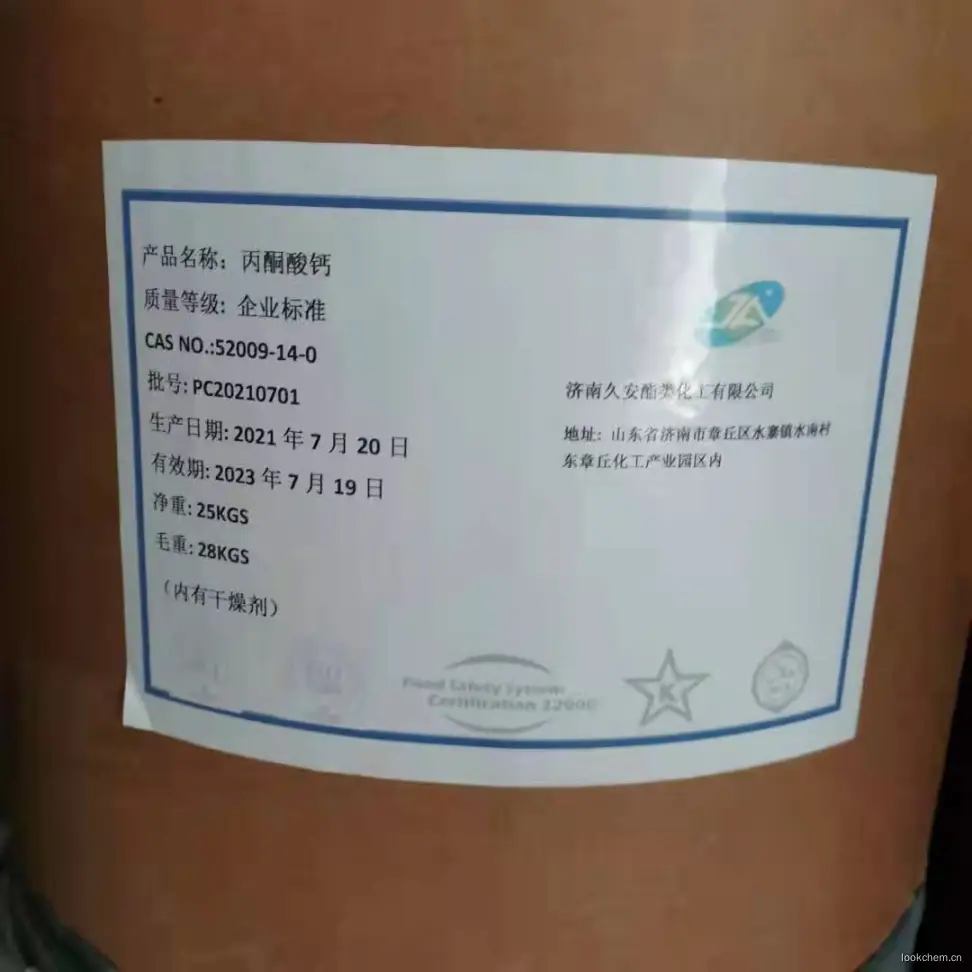 产品名称：丙酮酸钙
质量等级: 企业标准
CAS NO.:52009-14-0
批号: PC20210701
生产日期: 2021 年 7 月 20 日
有效期: 2023 年 7 月 19 日
净重: 25KGS
毛重: 28KGS
（内有干燥剂）
JA
济南久安酯类化工有限公司
地址：山东省济南市章丘区水寨镇水南村
东章丘化工产业园区内
Food Safety System
Certification 22000
K
lookchem.cn